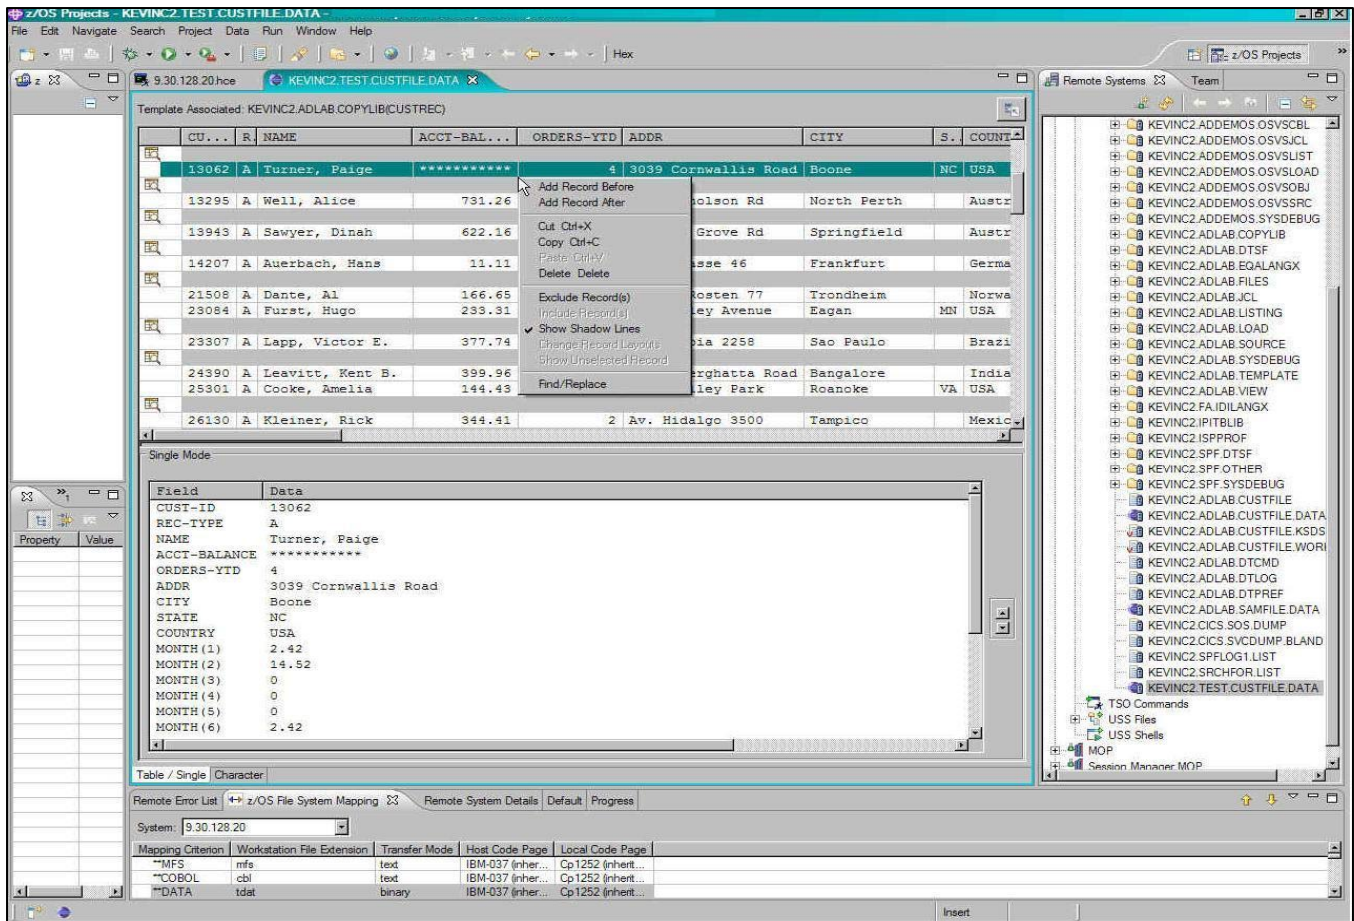 z/OS Projects - KEVINC2.TEST.CUSTFILE.DATA -
File Edit Navigate Search Project Data Run Window Help
Hex
z/OS Projects
z
9.30.128.20.hce
KEVINC2.TEST.CUSTFILE.DATA
Remote Systems
Team
Template Associated: KEVINC2.ADLAB.COPYLIB(CUSTREC)
CU... R. NAME ACCT-BAL... ORDERS-YTD ADDR CITY S.. COUNT
13062 A Turner, Paige *********** 4 3039 Cornwallis Road Boone NC USA
13295 A Well, Alice 731.26 olson Rd North Perth Austr
13943 A Sawyer, Dinah 622.16 Grove Rd Springfield Austr
14207 A Auerbach, Hans 11.11 asse 46 Frankfurt Germa
21508 A Dante, Al 166.65 Rosten 77 Trondheim Norwa
23084 A Furst, Hugo 233.31 ley Avenue Eagan MN USA
23307 A Lapp, Victor E. 377.74 ia 2258 Sao Paulo Brazi
24390 A Leavitt, Kent B. 399.96 erghatta Road Bangalore India
25301 A Cooke, Amelia 144.43 ley Park Roanoke VA USA
26130 A Kleiner, Rick 344.41 2 Av. Hidalgo 3500 Tampico Mexic
Add Record Before
Add Record After
Cut Ctrl+X
Copy Ctrl+C
Paste Ctrl+V
Delete Delete
Exclude Record(s)
Include Record(s)
Show Shadow Lines
Change Record Layouts
Show Unselected Record
Find/Replace
Single Mode
Field Data
CUST-ID 13062
REC-TYPE A
NAME Turner, Paige
ACCT-BALANCE ***********
ORDERS-YTD 4
ADDR 3039 Cornwallis Road
CITY Boone
STATE NC
COUNTRY USA
MONTH(1) 2.42
MONTH(2) 14.52
MONTH(3) 0
MONTH(4) 0
MONTH(5) 0
MONTH(6) 2.42
Table / Single Character
KEVINC2.ADDEMOS.OSVSCBL
KEVINC2.ADDEMOS.OSVSJCL
KEVINC2.ADDEMOS.OSVSLIST
KEVINC2.ADDEMOS.OSVSLOAD
KEVINC2.ADDEMOS.OSVSOBJ
KEVINC2.ADDEMOS.OSVSSRC
KEVINC2.ADDEMOS.SYSDEBUG
KEVINC2.ADLAB.COPYLIB
KEVINC2.ADLAB.DTSF
KEVINC2.ADLAB.EQALANGX
KEVINC2.ADLAB.FILES
KEVINC2.ADLAB.JCL
KEVINC2.ADLAB.LISTING
KEVINC2.ADLAB.LOAD
KEVINC2.ADLAB.SOURCE
KEVINC2.ADLAB.SYSDEBUG
KEVINC2.ADLAB.TEMPLATE
KEVINC2.ADLAB.VIEW
KEVINC2.FA.IDILANGX
KEVINC2.IPITBLIB
KEVINC2.ISPPROF
KEVINC2.SPF.DTSF
KEVINC2.SPF.OTHER
KEVINC2.SPF.SYSDEBUG
KEVINC2.ADLAB.CUSTFILE
KEVINC2.ADLAB.CUSTFILE.DATA
KEVINC2.ADLAB.CUSTFILE.KSDS
KEVINC2.ADLAB.CUSTFILE.WORK
KEVINC2.ADLAB.DTCMD
KEVINC2.ADLAB.DTLOG
KEVINC2.ADLAB.DTPREF
KEVINC2.ADLAB.SAMFILE.DATA
KEVINC2.CICS.SOS.DUMP
KEVINC2.CICS.SVCDUMP.BLAND
KEVINC2.SPFLOG1.LIST
KEVINC2.SRCHFOR.LIST
KEVINC2.TEST.CUSTFILE.DATA
TSO Commands
USS Files
USS Shells
MOP
Session Manager MOP
Property Value
Remote Error List z/OS File System Mapping Remote System Details Default Progress
System: 9.30.128.20
Mapping Criterion Workstation File Extension Transfer Mode Host Code Page Local Code Page
**MFS mfs text IBM-037 (inher... Cp1252 (inherit...
**COBOL cbl text IBM-037 (inher... Cp1252 (inherit...
**DATA tdat binary IBM-037 (inher... Cp1252 (inherit...
Insert